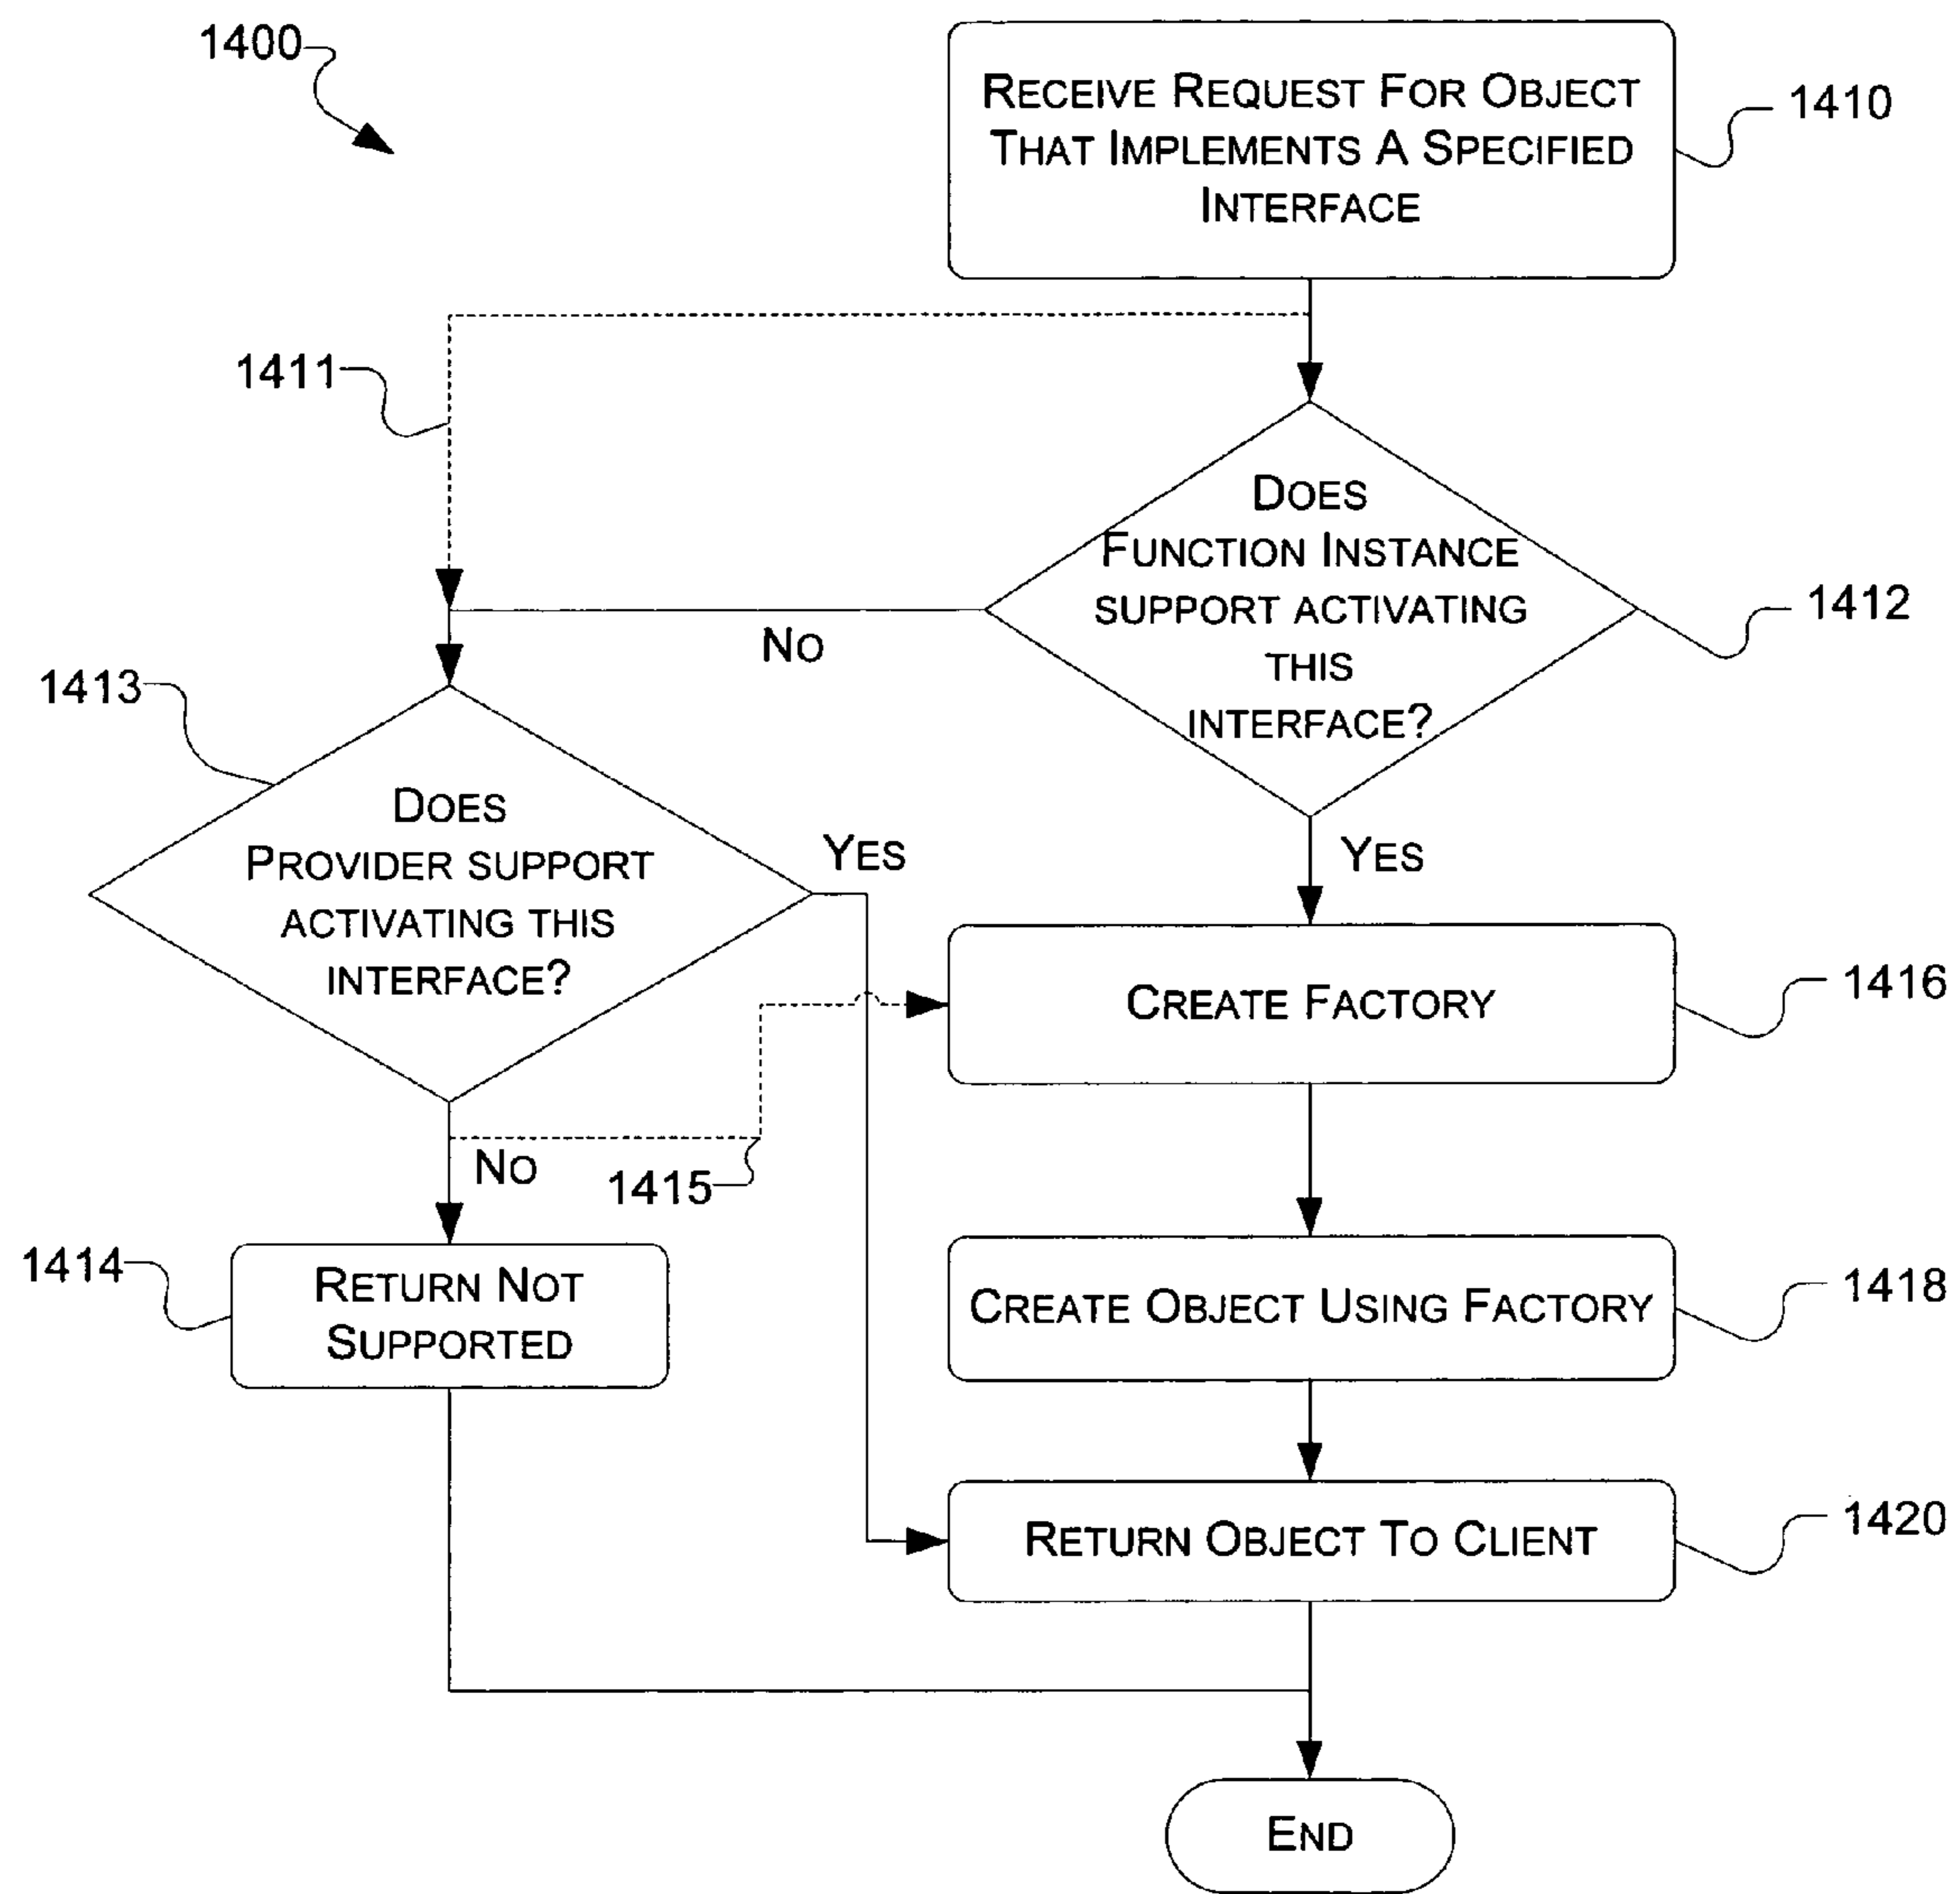 1400
RECEIVE REQUEST FOR OBJECT
THAT IMPLEMENTS A SPECIFIED
INTERFACE
1410
1411
DOES
FUNCTION INSTANCE
SUPPORT ACTIVATING
THIS
INTERFACE?
1412
NO
1413
DOES
PROVIDER SUPPORT
ACTIVATING THIS
INTERFACE?
YES
YES
CREATE FACTORY
1416
NO
1415
1414
RETURN NOT
SUPPORTED
CREATE OBJECT USING FACTORY
1418
RETURN OBJECT TO CLIENT
1420
END